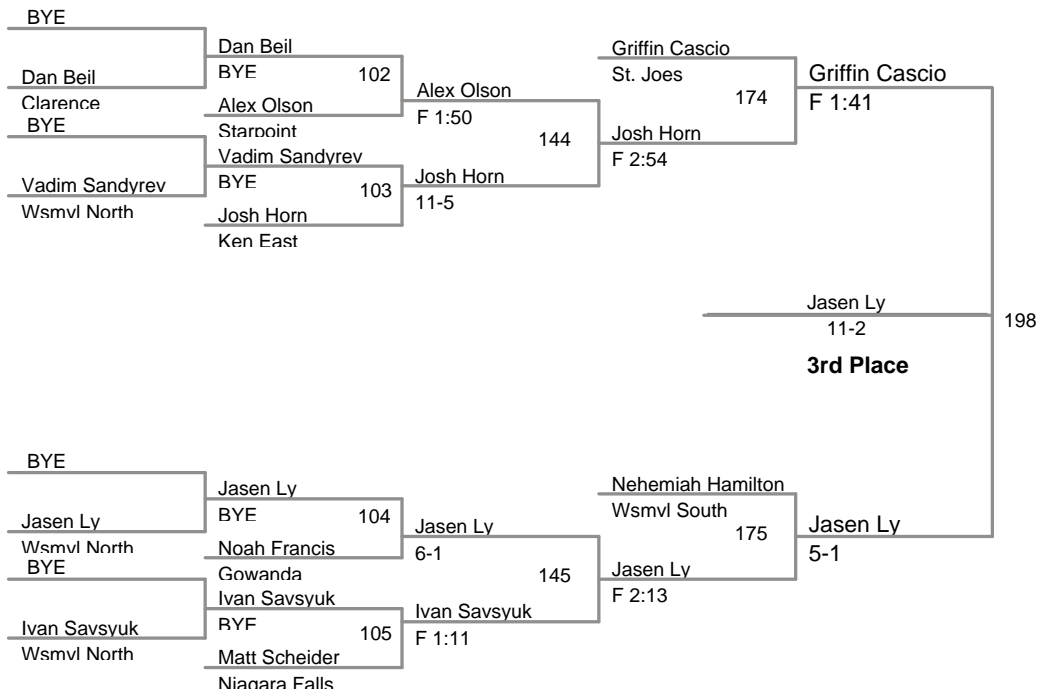 BYE
Dan Beil
Clarence
BYE
Vadim Sandyrev
Wsmvl North
Dan Beil
BYE
102
Alex Olson
Starpoint
Vadim Sandyrev
BYE
103
Josh Horn
Ken East
Alex Olson
F 1:50
144
Josh Horn
11-5
Griffin Cascio
St. Joes
174
Josh Horn
F 2:54
Griffin Cascio
F 1:41
Jasen Ly
11-2
198
3rd Place
BYE
Jasen Ly
Wsmvl North
BYE
Ivan Savsyuk
Wsmvl North
Jasen Ly
BYE
104
Noah Francis
Gowanda
Ivan Savsyuk
BYE
105
Matt Scheider
Niagara Falls
Jasen Ly
6-1
145
Ivan Savsyuk
F 1:11
Nehemiah Hamilton
Wsmvl South
175
Jasen Ly
F 2:13
Jasen Ly
5-1